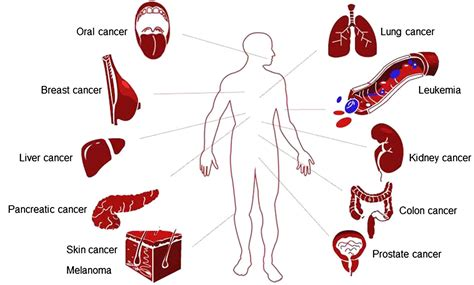 Oral cancer
Lung cancer
Breast cancer
Leukemia
Liver cancer
Kidney cancer
Pancreatic cancer
Colon cancer
Skin cancer
Melanoma
Prostate cancer